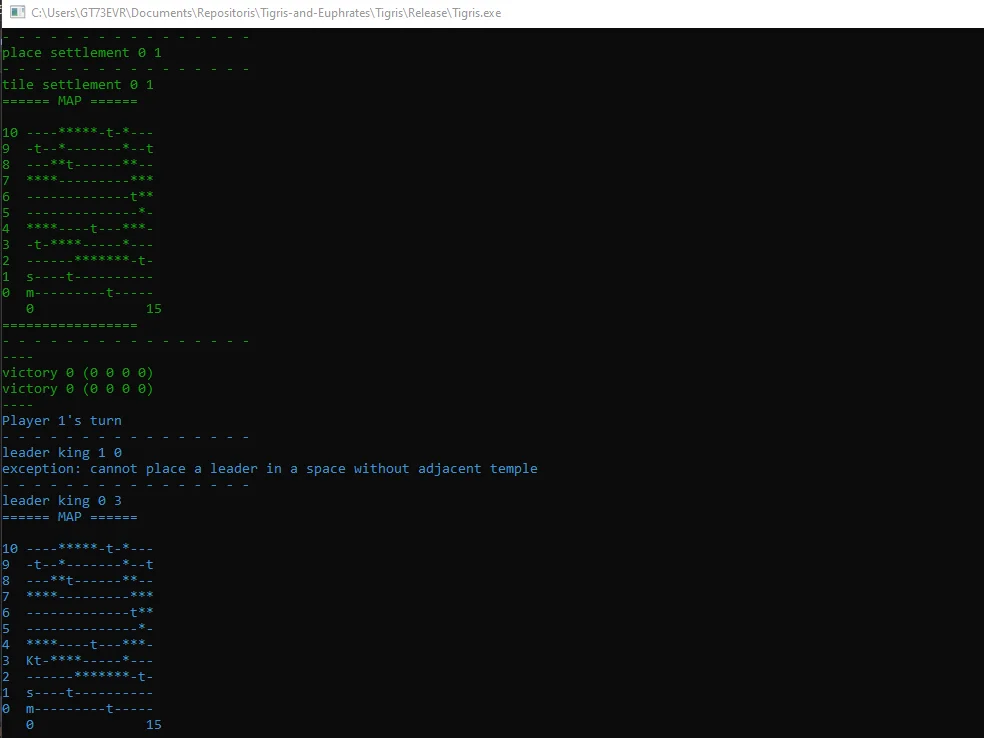 C:\Users\GT73EVR\Documents\Repositoris\Tigris-and-Euphrates\Tigris\Release\Tigris.exe
- - - - - - - - - - - - - - - -
place settlement 0 1
- - - - - - - - - - - - - - - -
tile settlement 0 1
====== MAP ======
10 ----*****-t-*---
9  -t--*-------*--t
8  ---**t------**--
7  ****---------***
6  -------------t**
5  --------------*-
4  ****----t---***-
3  -t-****-----*---
2  ------*******-t-
1  s----t----------
0  m---------t-----
   0              15
=================
- - - - - - - - - - - - - - - -
----
victory 0 (0 0 0 0)
victory 0 (0 0 0 0)
----
Player 1's turn
- - - - - - - - - - - - - - - -
leader king 1 0
exception: cannot place a leader in a space without adjacent temple
- - - - - - - - - - - - - - - -
leader king 0 3
====== MAP ======
10 ----*****-t-*---
9  -t--*-------*--t
8  ---**t------**--
7  ****---------***
6  -------------t**
5  --------------*-
4  ****----t---***-
3  Kt-****-----*---
2  ------*******-t-
1  s----t----------
0  m---------t-----
   0              15